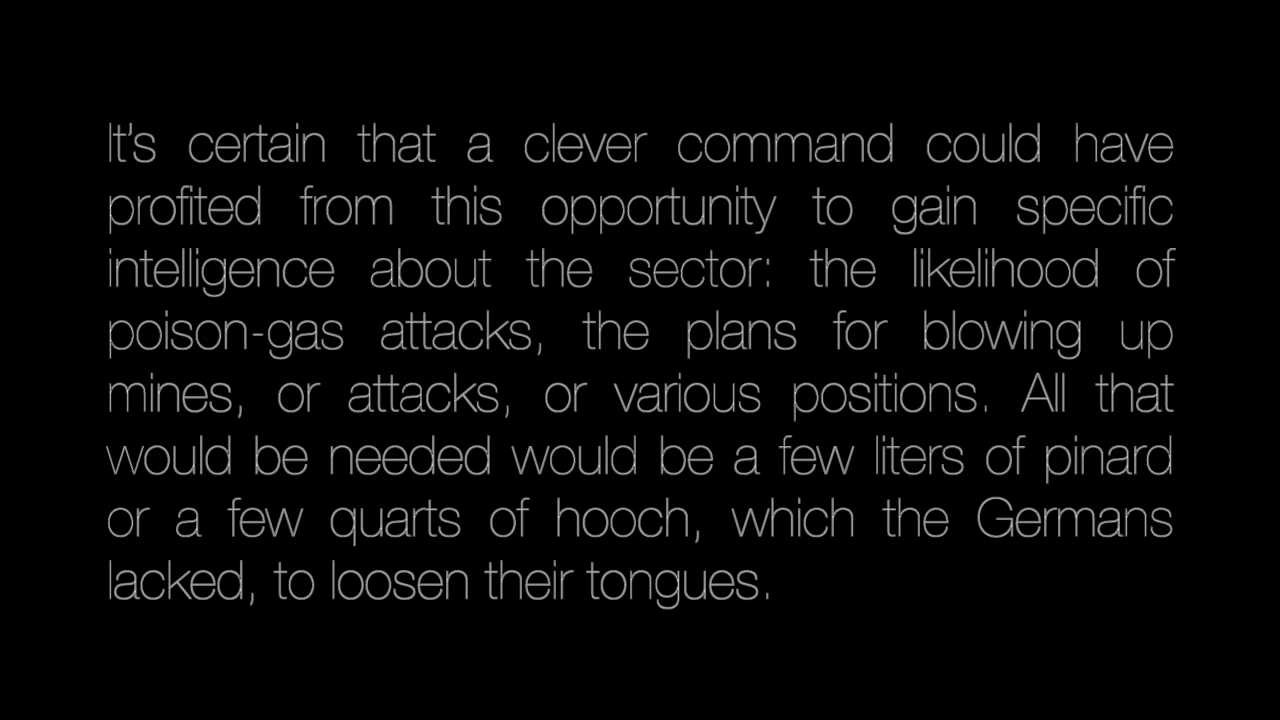 It’s certain that a clever command could have
profited from this opportunity to gain specific
intelligence about the sector: the likelihood of
poison-gas attacks, the plans for blowing up
mines, or attacks, or various positions. All that
would be needed would be a few liters of pinard
or a few quarts of hooch, which the Germans
lacked, to loosen their tongues.